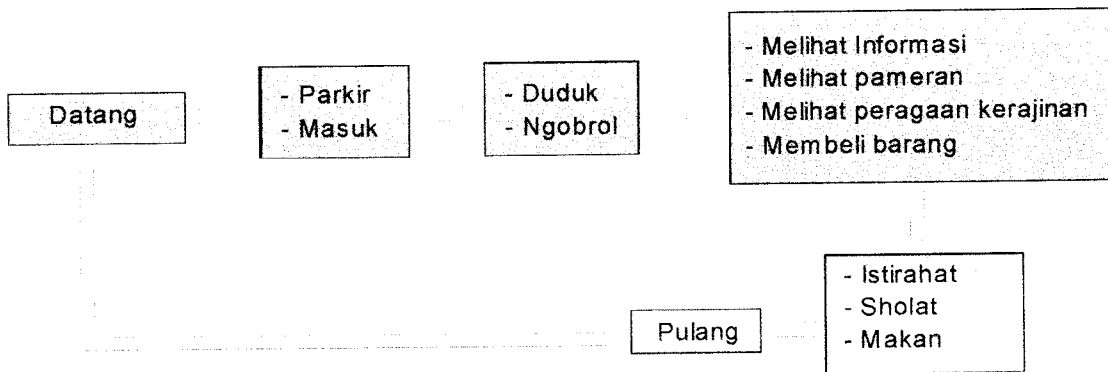 Datang
- Parkir
- Masuk
- Duduk
- Ngobrol
- Melihat Informasi
- Melihat pameran
- Melihat peragaan kerajinan
- Membeli barang
- Istirahat
- Sholat
- Makan
Pulang